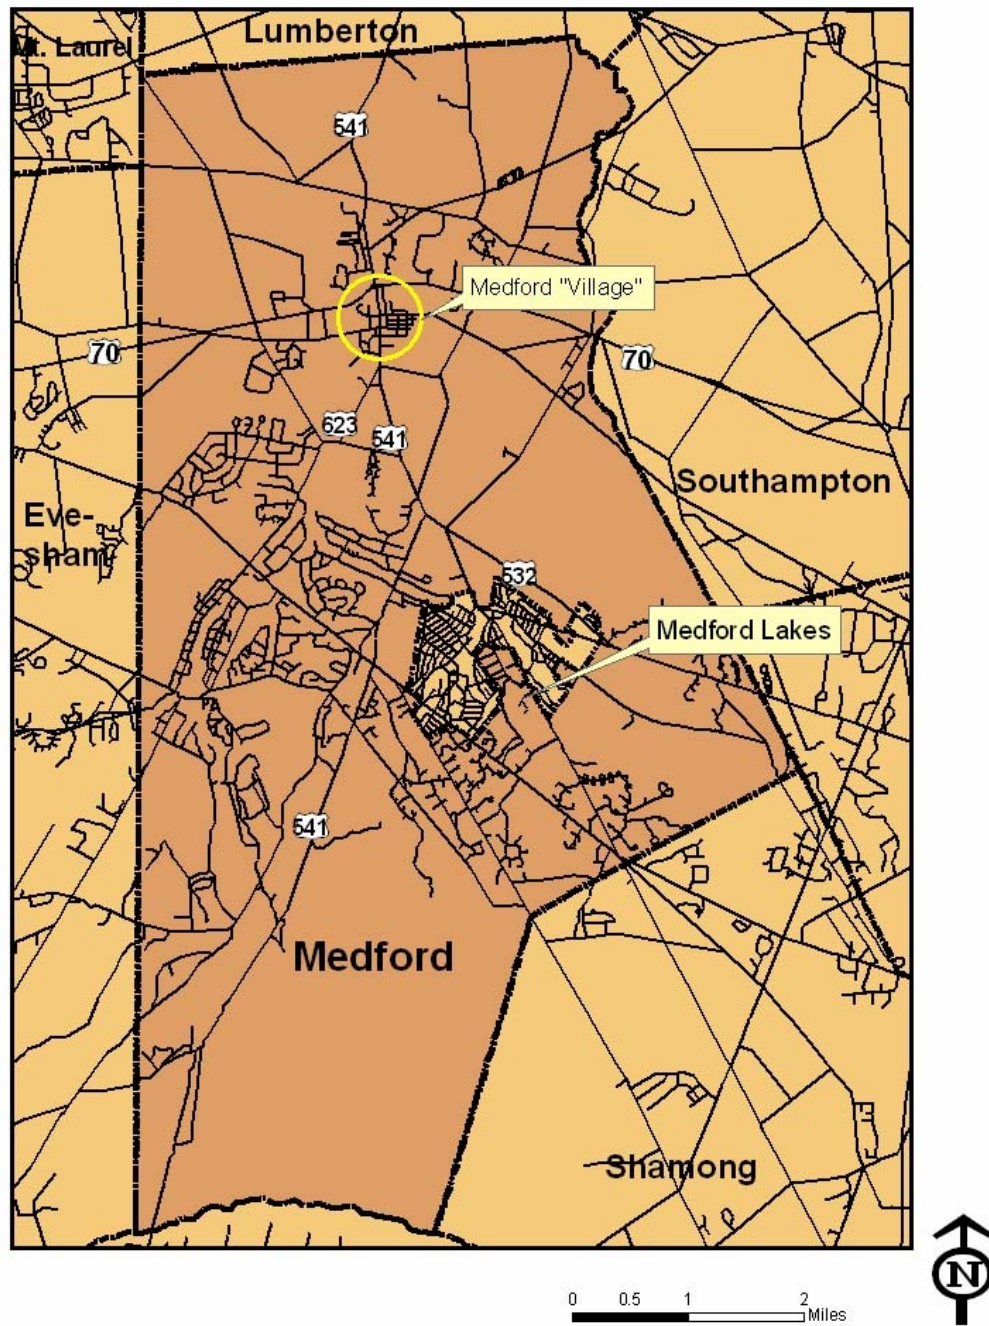 Lumberton
Mt. Laurel
541
Medford "Village"
70
70
623
541
Southampton
Eve-
sham
532
Medford Lakes
541
Medford
Shamong
N
0 0.5 1 2
Miles